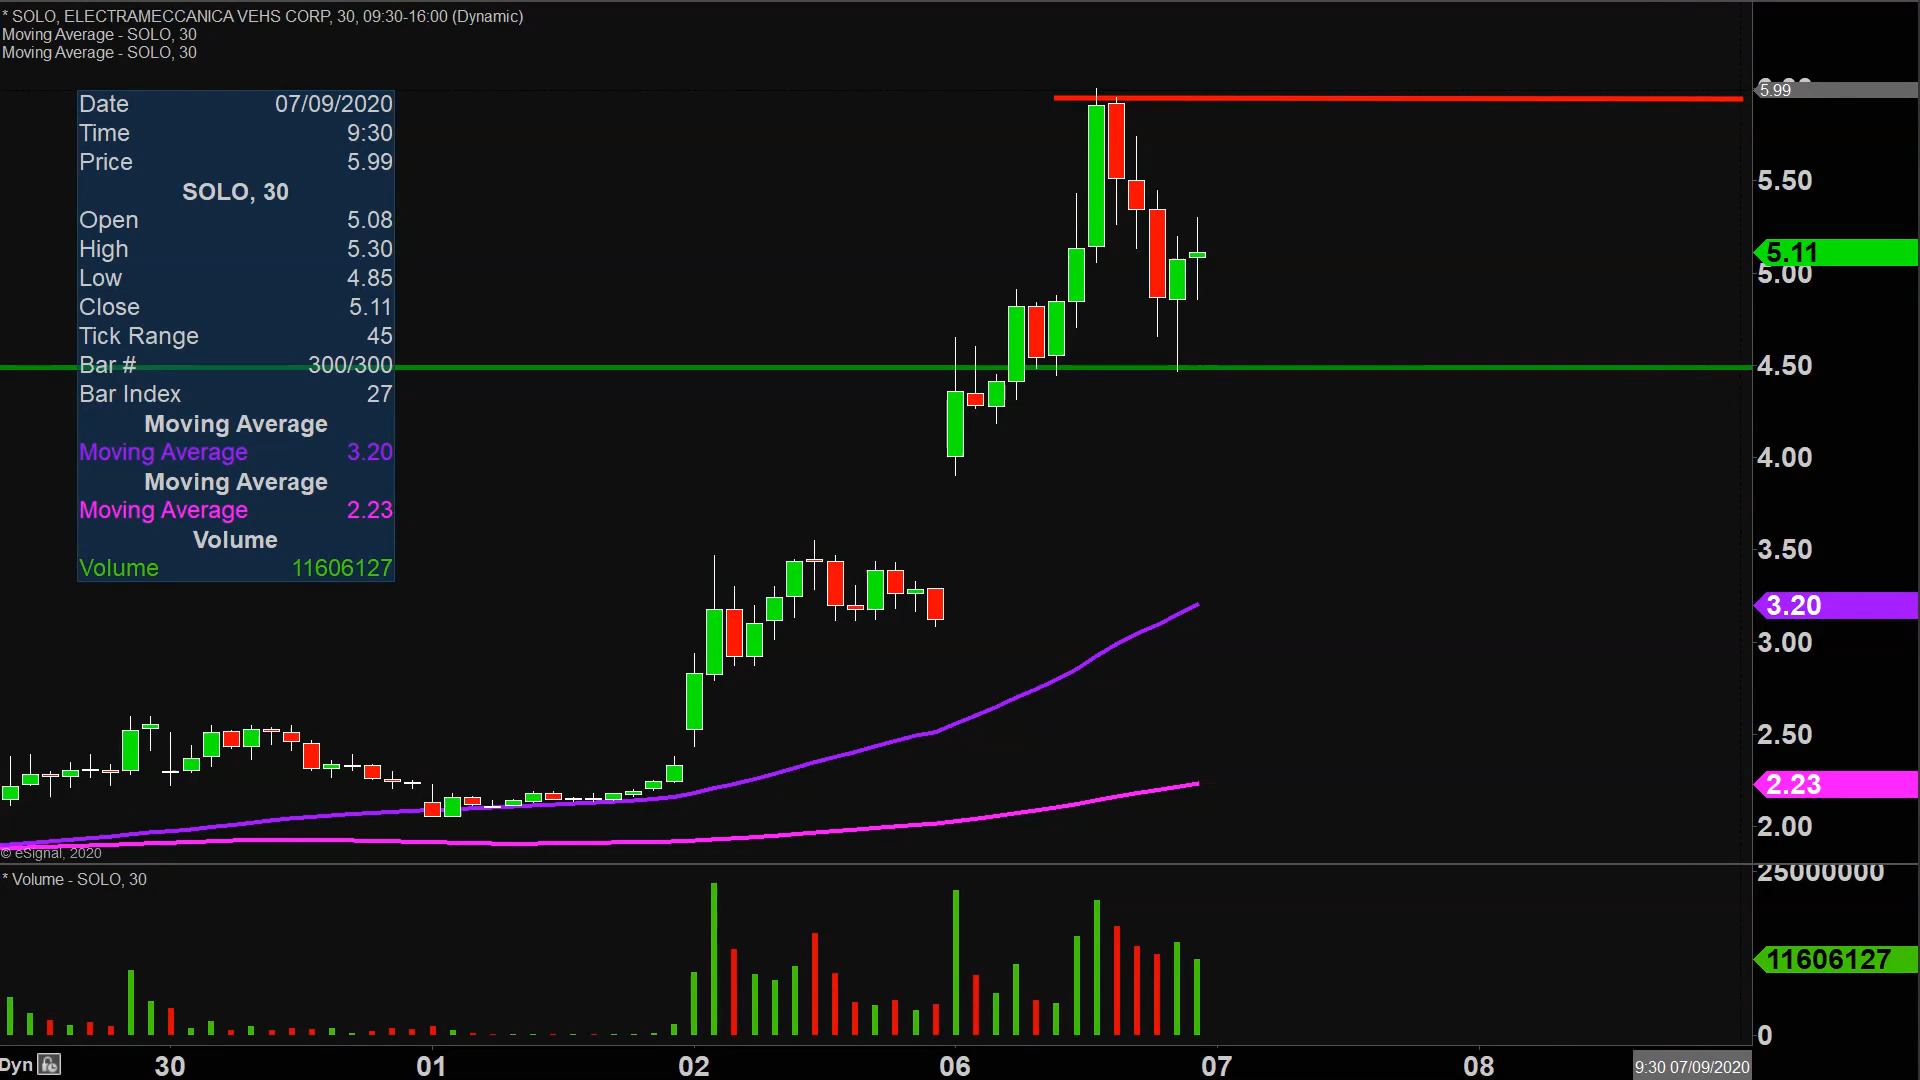 * SOLO, ELECTRAMECCANICA VEHS CORP, 30, 09:30-16:00 (Dynamic)
Moving Average - SOLO, 30
Moving Average - SOLO, 30
Date 07/09/2020
Time 9:30
Price 5.99
SOLO, 30
Open 5.08
High 5.30
Low 4.85
Close 5.11
Tick Range 45
Bar # 300/300
Bar Index 27
Moving Average
Moving Average 3.20
Moving Average
Moving Average 2.23
Volume
Volume 11606127
5.99
5.50
5.11
5.00
4.50
4.00
3.50
3.20
3.00
2.50
2.23
2.00
© eSignal, 2020
* Volume - SOLO, 30
25000000
11606127
0
Dyn 30 01 02 06 07 08 9:30 07/09/2020